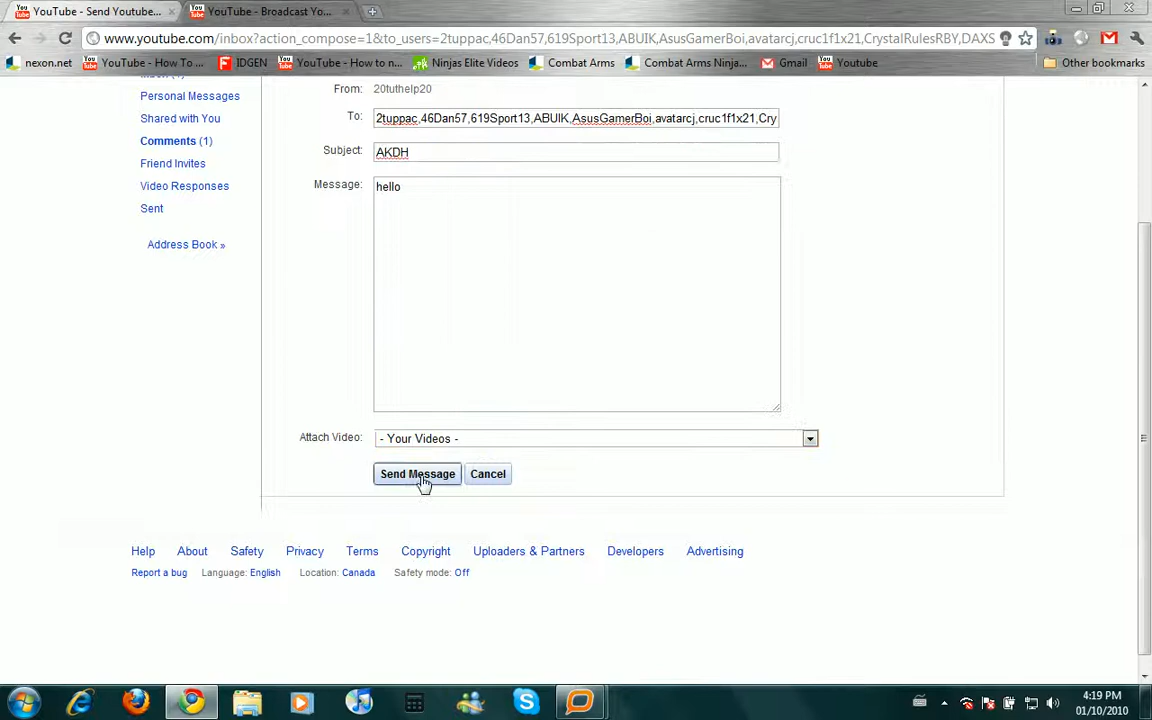 YouTube - Send Youtube...
YouTube - Broadcast Yo...
www.youtube.com/inbox?action_compose=1&to_users=2tuppac,46Dan57,619Sport13,ABUIK,AsusGamerBoi,avatarcj,cruc1f1x21,CrystalRulesRBY,DAXS
nexon.net
YouTube - How To ...
IDGEN
YouTube - How to n...
Ninjas Elite Videos
Combat Arms
Combat Arms Ninja...
Gmail
Youtube
Other bookmarks
Personal Messages
Shared with You
Comments (1)
Friend Invites
Video Responses
Sent
Address Book »
From: 20tuthelp20
To: 2tuppac,46Dan57,619Sport13,ABUIK,AsusGamerBoi,avatarcj,cruc1f1x21,Cry
Subject: AKDH
Message: hello
Attach Video: - Your Videos -
Send Message Cancel
Help About Safety Privacy Terms Copyright Uploaders & Partners Developers Advertising
Report a bug Language: English Location: Canada Safety mode: Off
4:19 PM
01/10/2010